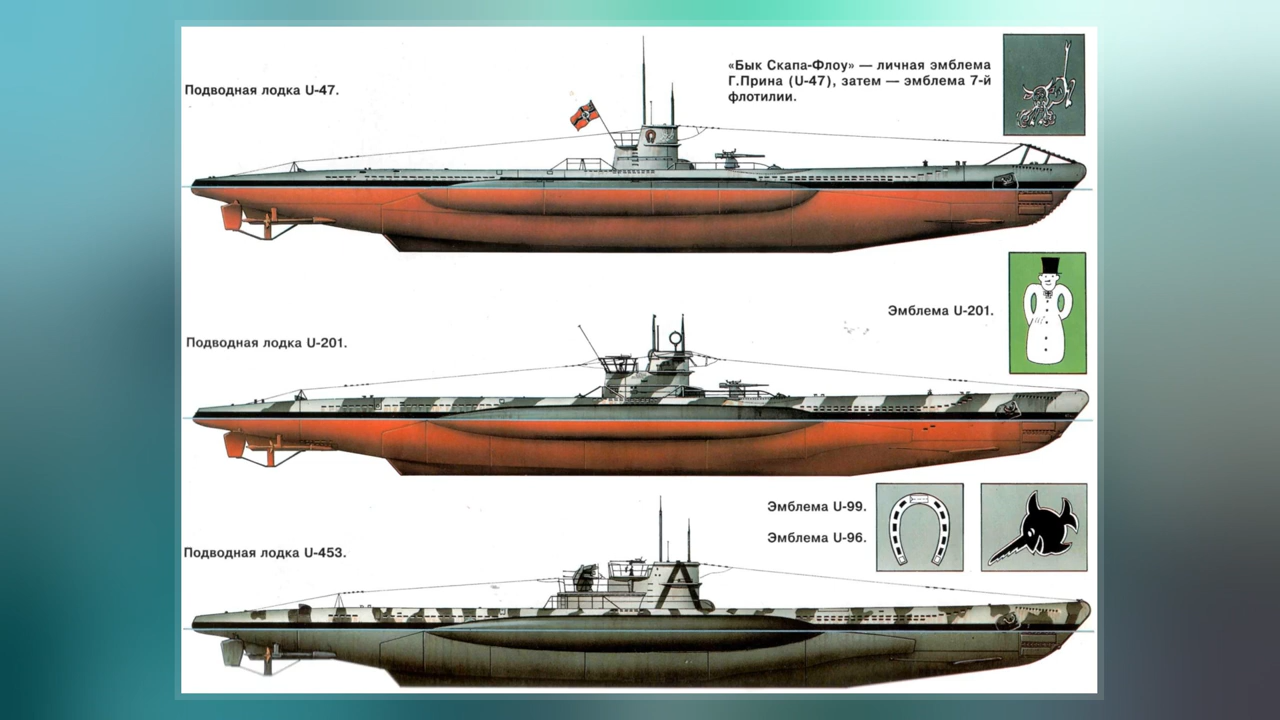 Подводная лодка U-47.
«Бык Скапа-Флоу» — личная эмблема
Г.Прина (U-47), затем — эмблема 7-й
флотилии.
Эмблема U-201.
Подводная лодка U-201.
Эмблема U-99.
Эмблема U-96.
Подводная лодка U-453.